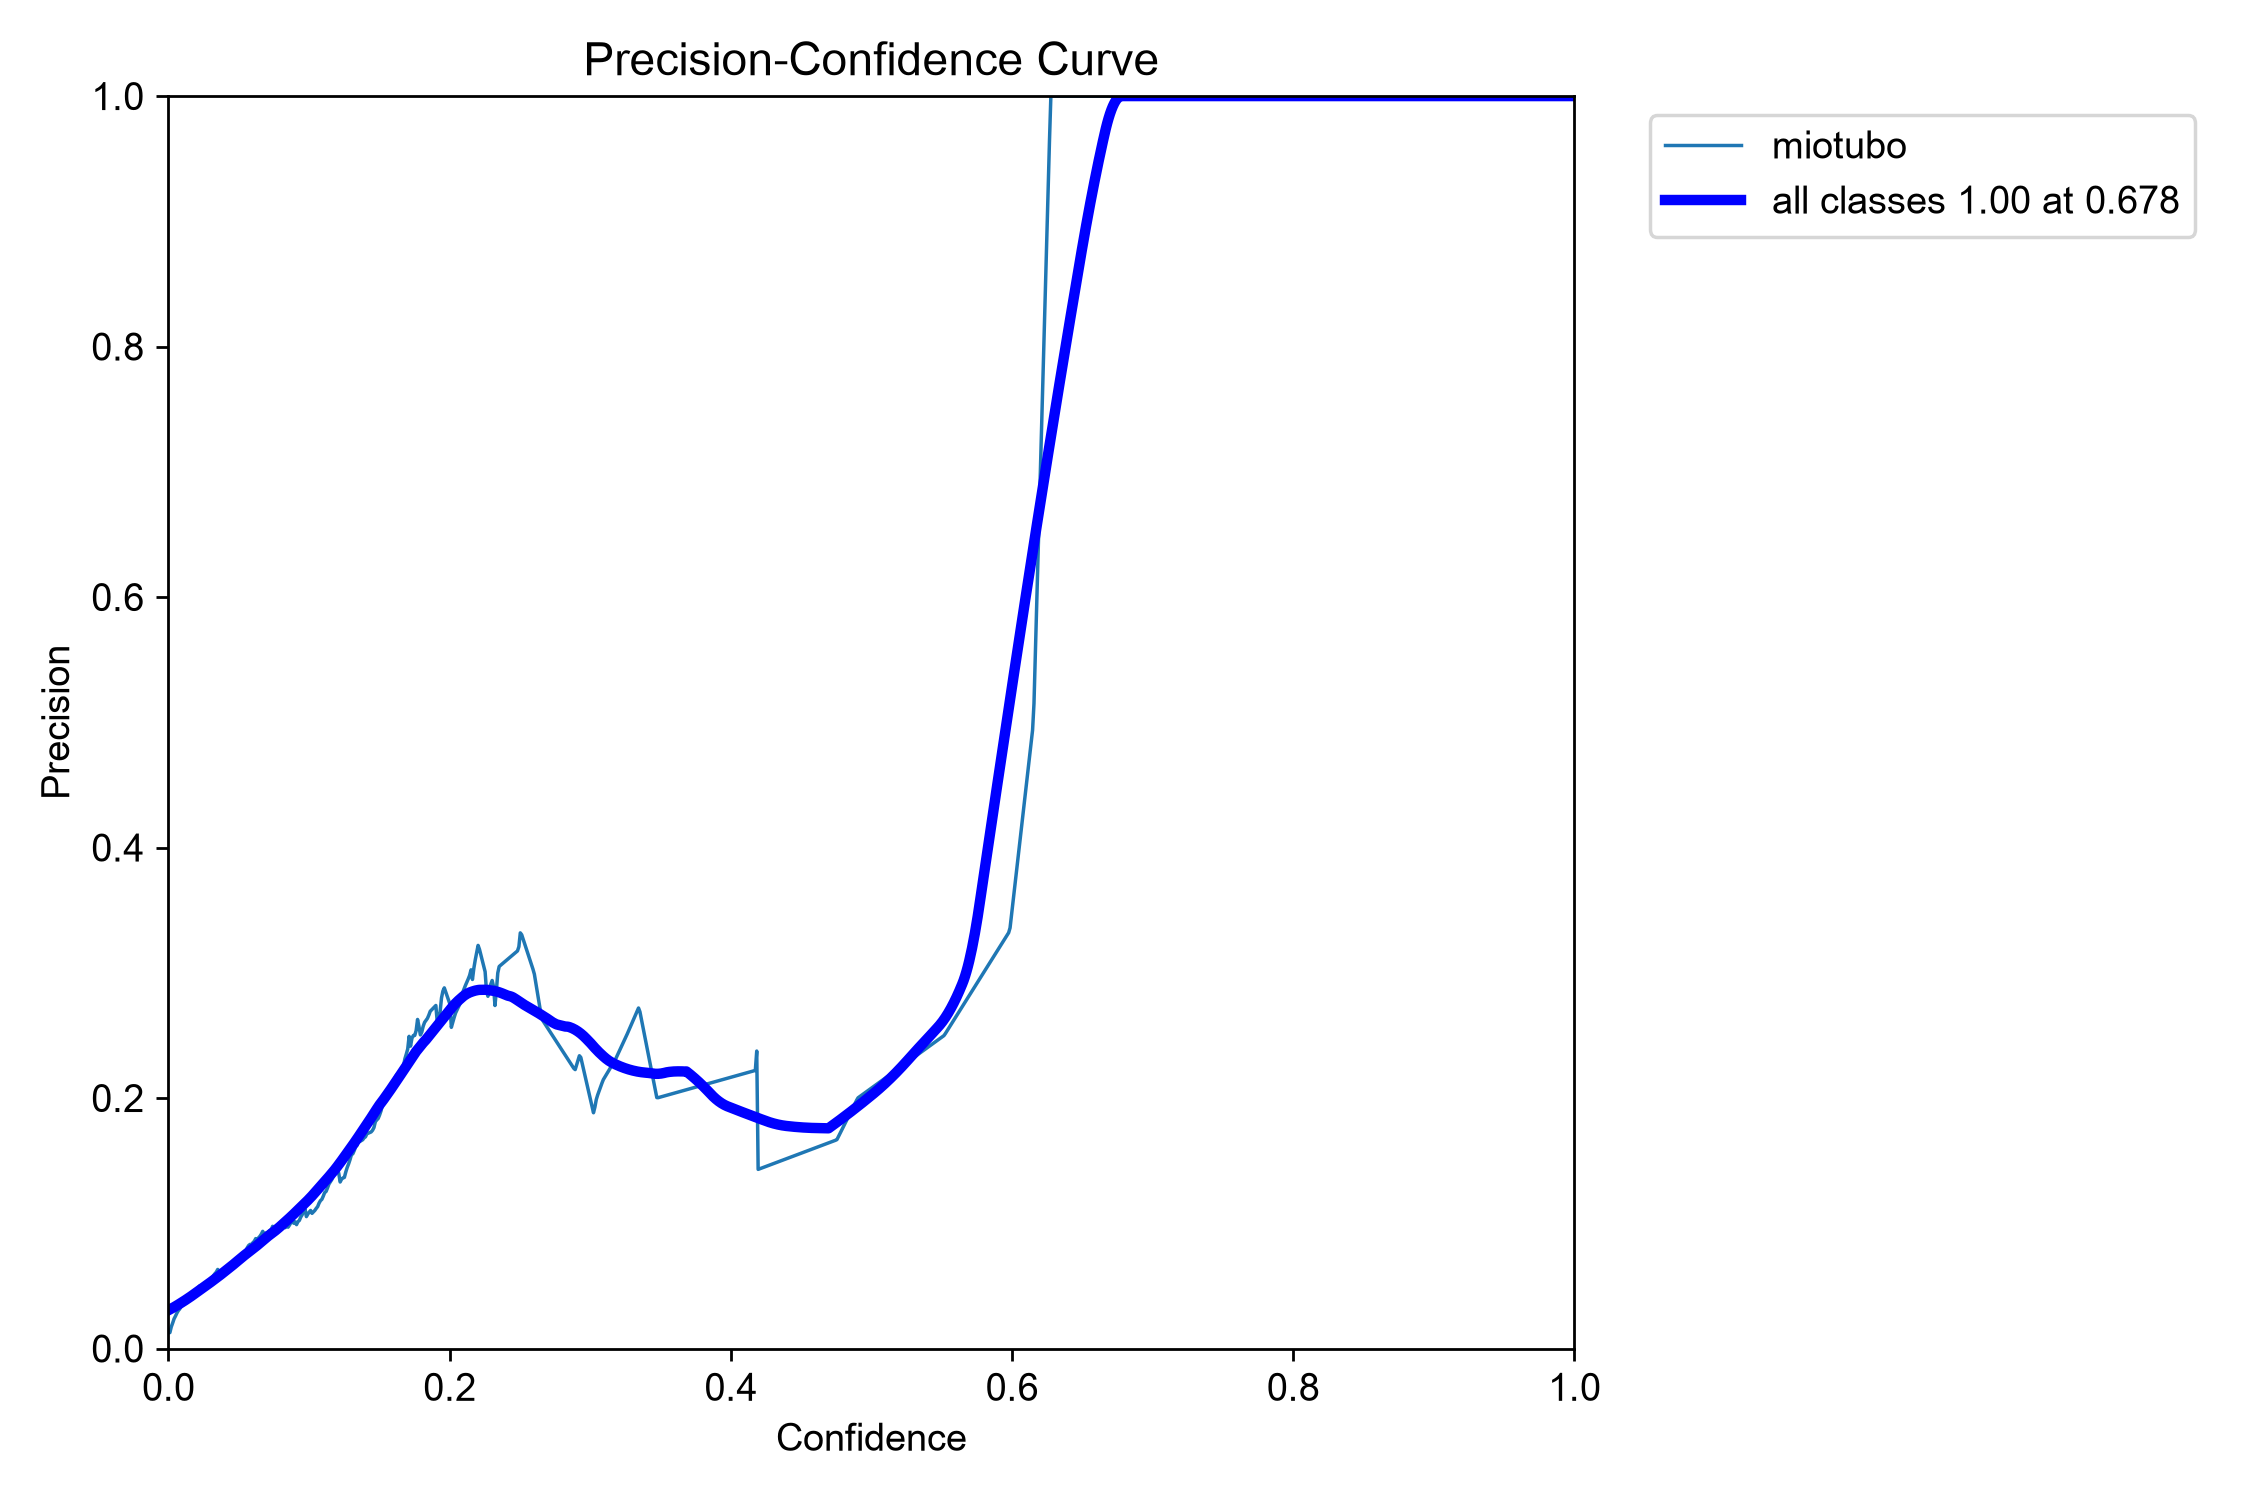 Precision-Confidence Curve
miotubo
all classes 1.00 at 0.678
Precision
1.0
0.8
0.6
0.4
0.2
0.0
0.0 0.2 0.4 0.6 0.8 1.0
Confidence